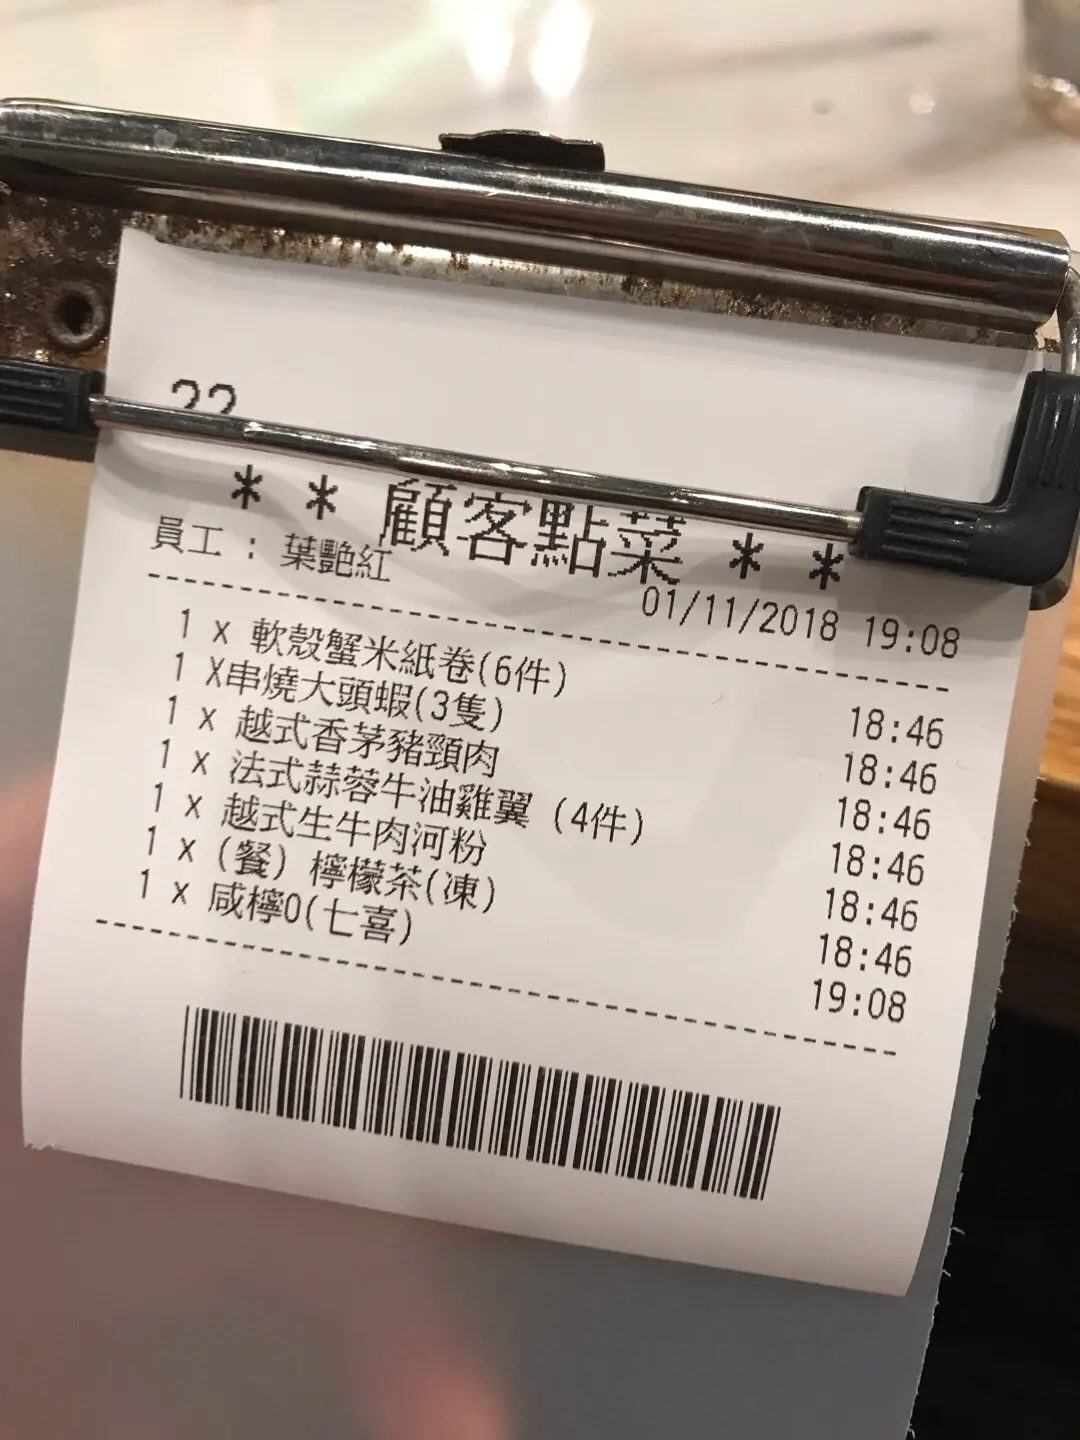 22
* * 顧客點菜 * *
員工 : 葉艷紅
01/11/2018 19:08
1 x 軟殼蟹米紙卷(6件) 18:46
1 X串燒大頭蝦(3隻) 18:46
1 x 越式香茅豬頸肉 18:46
1 x 法式蒜蓉牛油雞翼 (4件) 18:46
1 x 越式生牛肉河粉 18:46
1 x (餐) 檸檬茶(凍) 18:46
1 x 咸檸0(七喜) 19:08